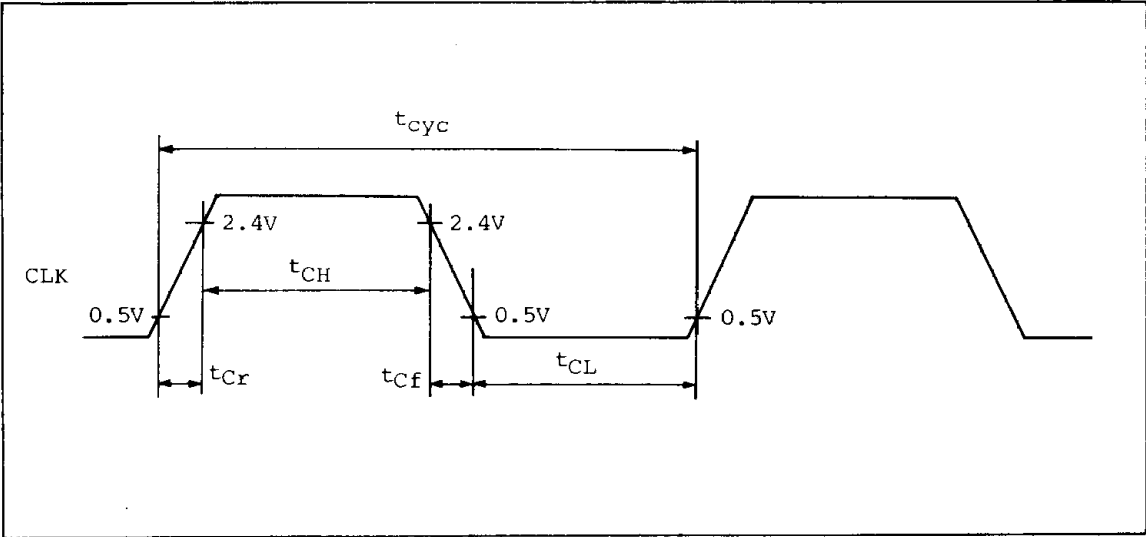 tcyc
2.4V 2.4V
CLK tCH
0.5V 0.5V 0.5V
tCr tCf tCL